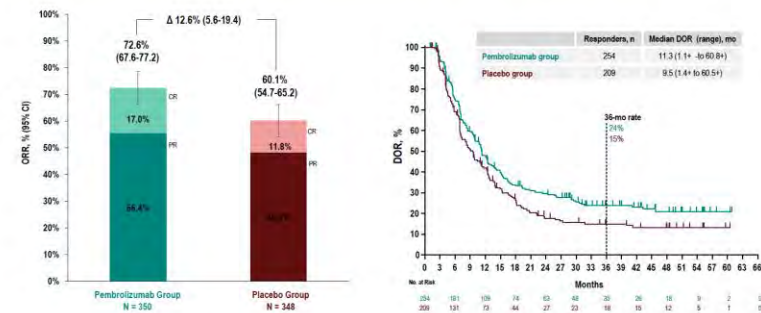 Δ 12.6% (5.6-19.4)
72.6%
(67.6-77.2)
60.1%
(54.7-65.2)
100%
90%
80%
70%
60%
50%
40%
30%
20%
10%
0%
ORR, % (95% CI)
CR
17.0%
PR
CR
11.8%
PR
Pembrolizumab Group
N = 350
Placebo Group
N = 348
Responders, n Median DOR (range), mo
Pembrolizumab group 254 11.3 (1.1+ -to 60.8+)
Placebo group 209 9.5 (1.4+ to 60.5+)
36-mo rate
24%
15%
DOR, %
100
90
80
70
60
50
40
30
20
10
0
0 3 6 9 12 15 18 21 24 27 30 33 36 39 42 45 48 51 54 57 60 63 66
No. at Risk
Months
254 181 109 74 63 48 35 26 18 9 2
209 131 73 44 27 23 18 15 12 5 1